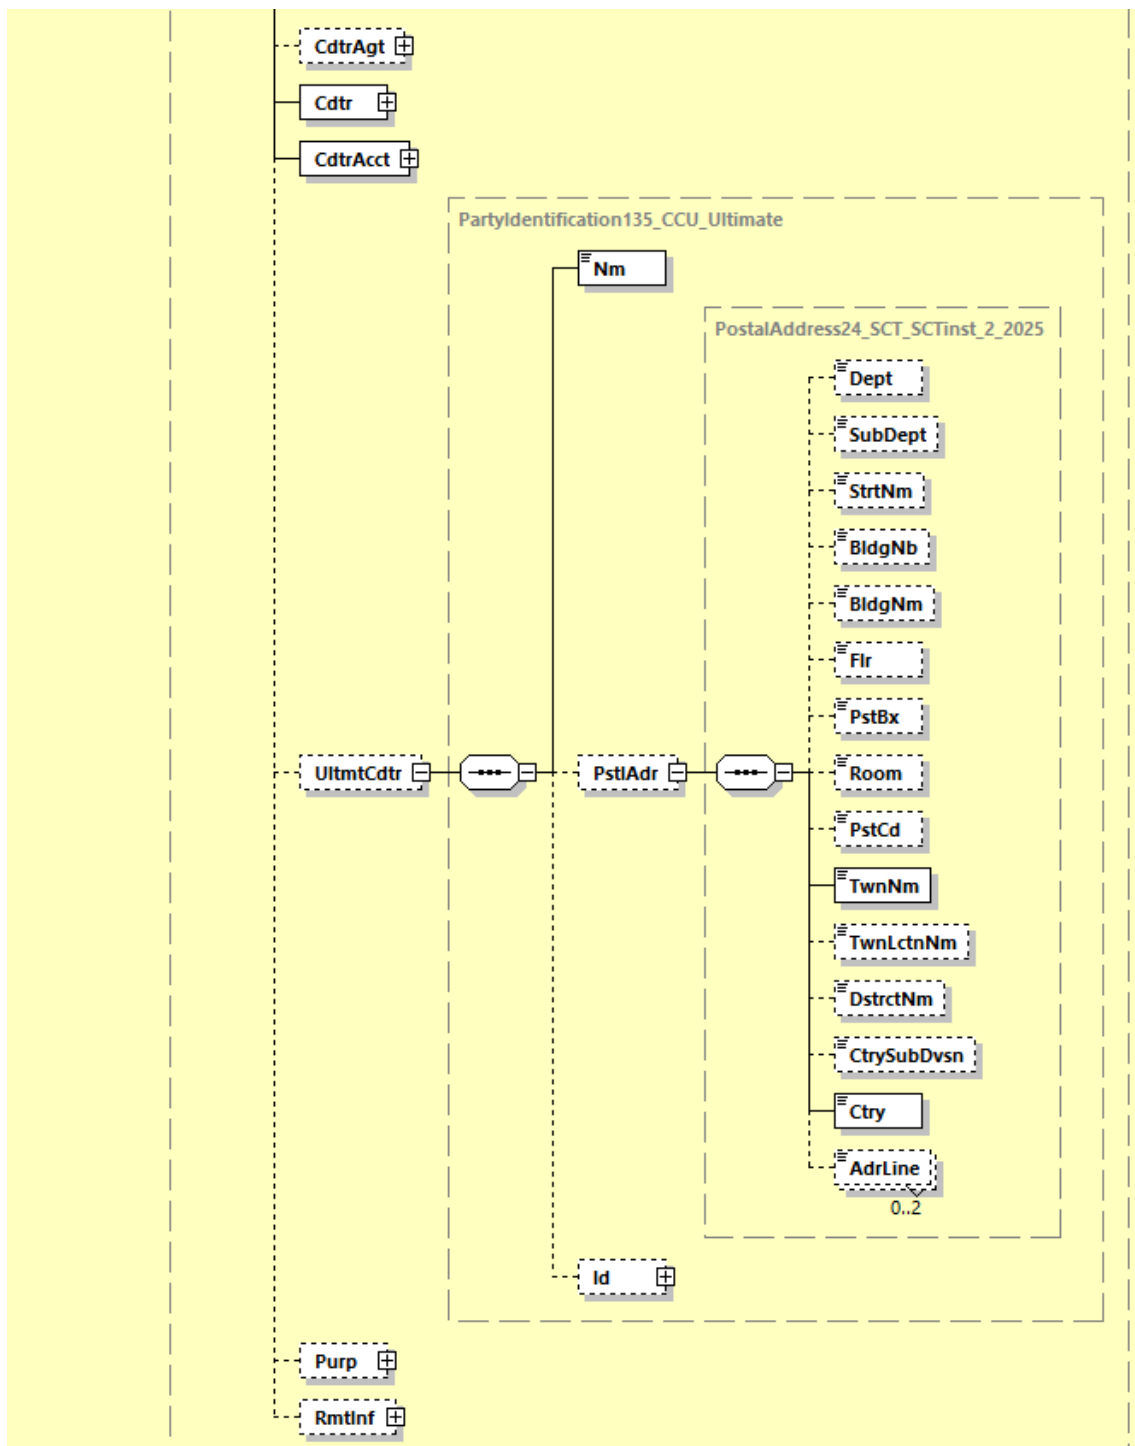 CdtrAgt
Cdtr
CdtrAcct
PartyIdentification135_CCU_Ultimate
Nm
PostalAddress24_SCT_SCTinst_2_2025
Dept
SubDept
StrtNm
BldgNb
BldgNm
Flr
PstBx
UltmtCdtr
PstlAdr
Room
PstCd
TwnNm
TwnLctnNm
DstrctNm
CtrySubDvsn
Ctry
AdrLine
0..2
Id
Purp
RmtInf